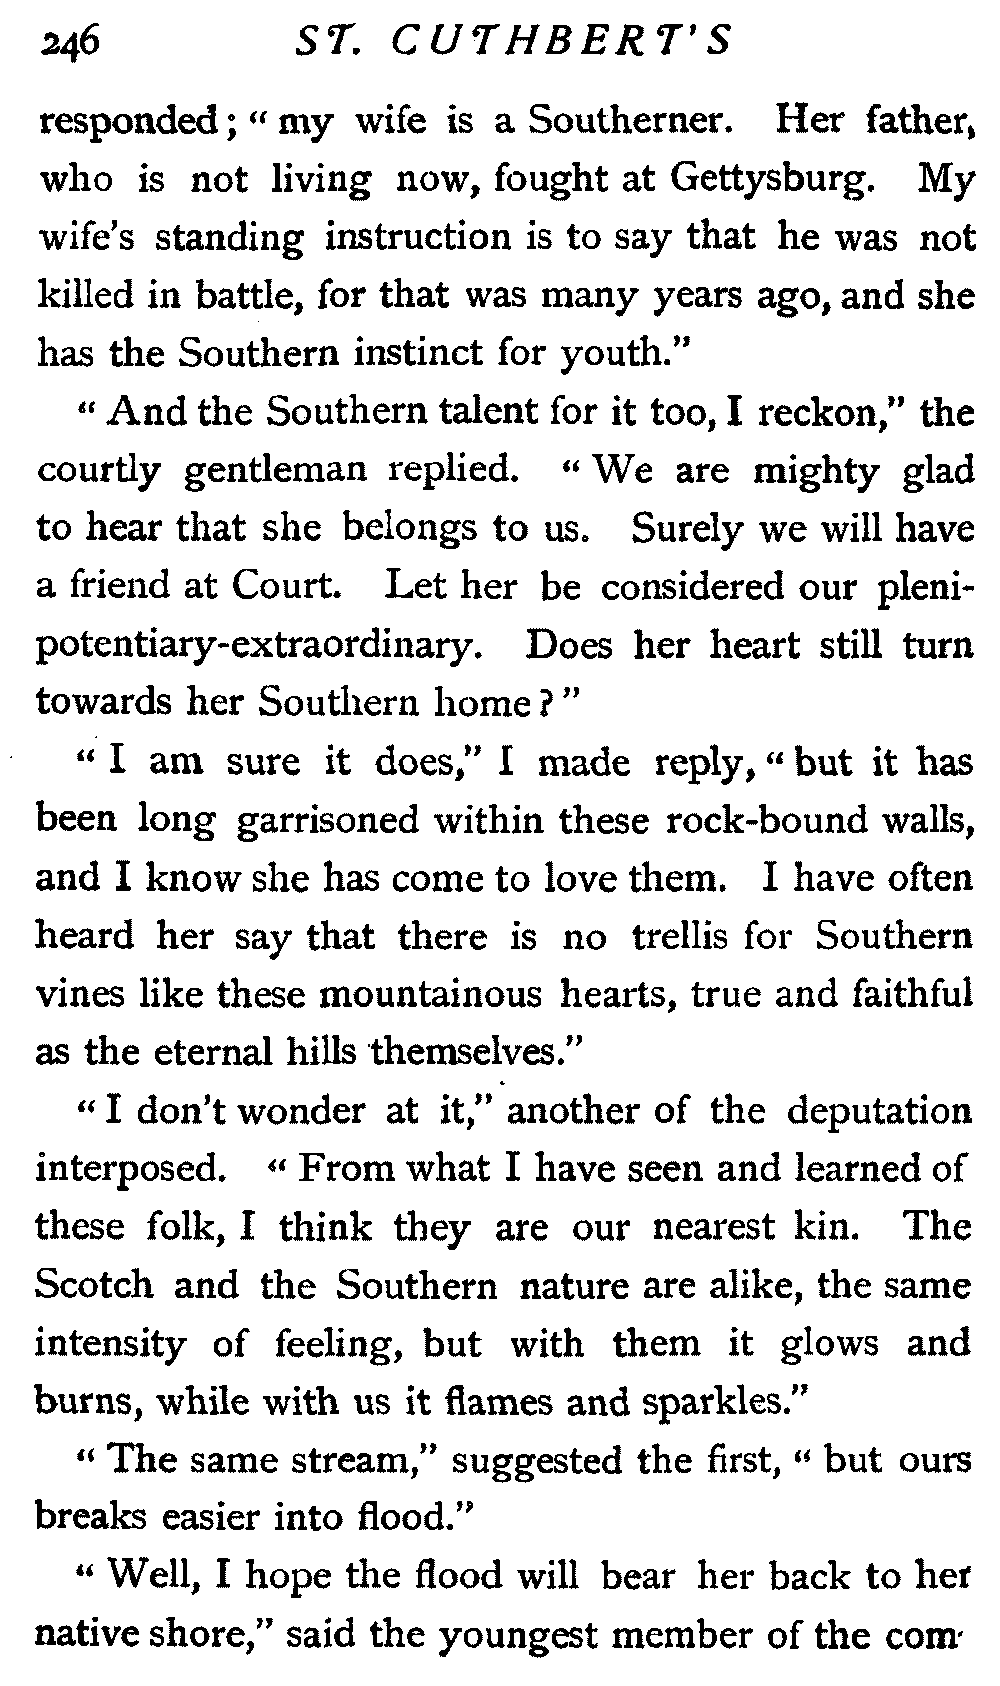 246 ST. CUTHBERT'S
responded; "my wife is a Southerner. Her father,
who is not living now, fought at Gettysburg. My
wife's standing instruction is to say that he was not
killed in battle, for that was many years ago, and she
has the Southern instinct for youth."
"And the Southern talent for it too, I reckon," the
courtly gentleman replied. "We are mighty glad
to hear that she belongs to us. Surely we will have
a friend at Court. Let her be considered our pleni-
potentiary-extraordinary. Does her heart still turn
towards her Southern home?"
"I am sure it does," I made reply, "but it has
been long garrisoned within these rock-bound walls,
and I know she has come to love them. I have often
heard her say that there is no trellis for Southern
vines like these mountainous hearts, true and faithful
as the eternal hills themselves."
"I don't wonder at it," another of the deputation
interposed. "From what I have seen and learned of
these folk, I think they are our nearest kin. The
Scotch and the Southern nature are alike, the same
intensity of feeling, but with them it glows and
burns, while with us it flames and sparkles."
"The same stream," suggested the first, "but ours
breaks easier into flood."
"Well, I hope the flood will bear her back to her
native shore," said the youngest member of the com-